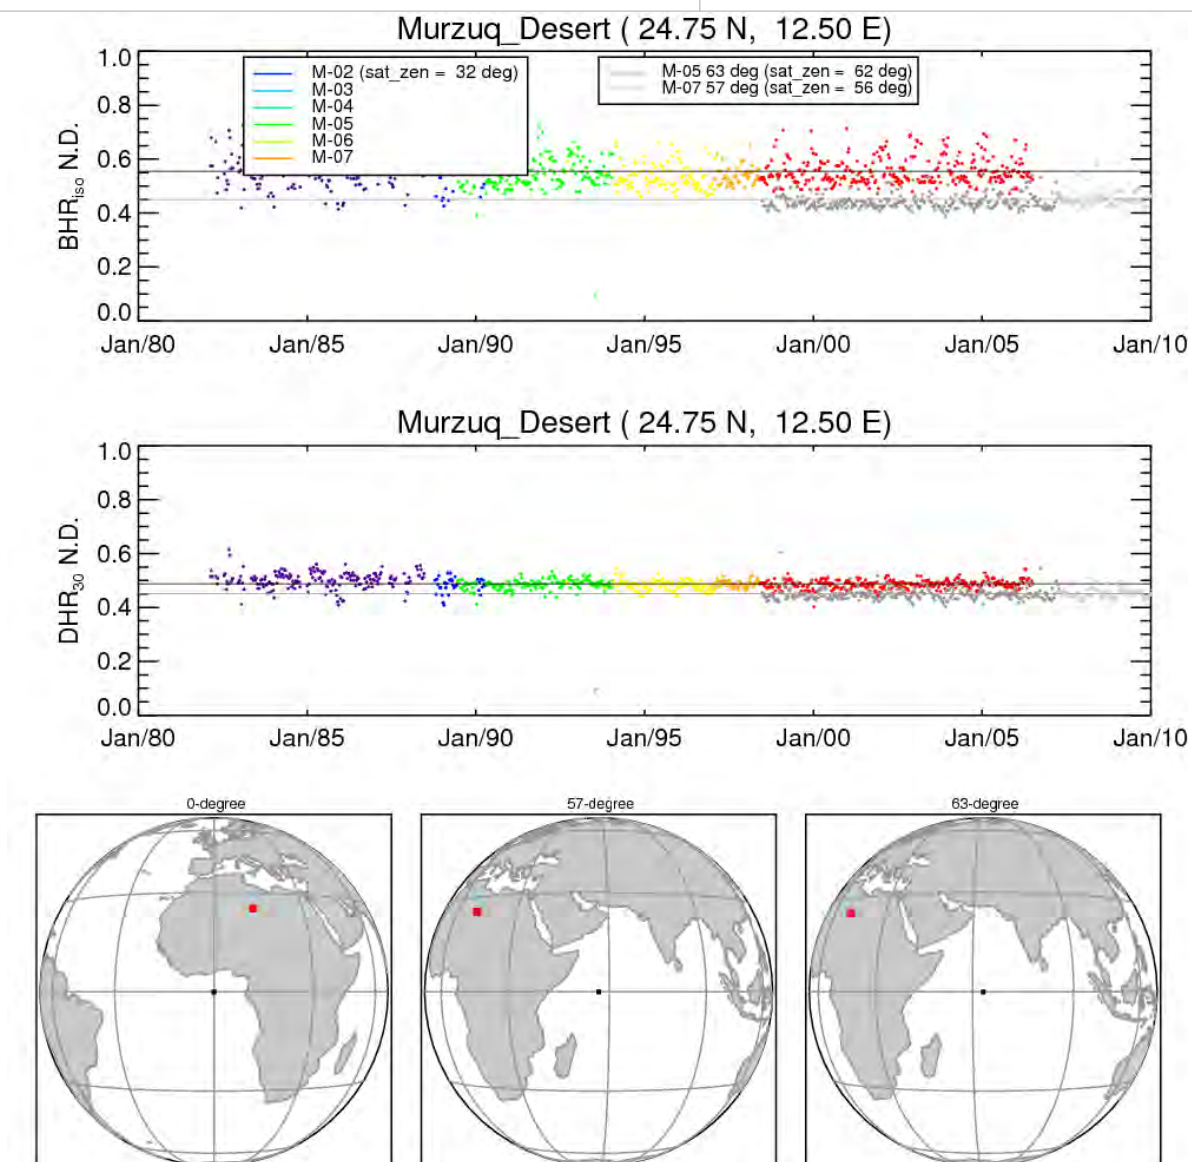 Murzuq_Desert ( 24.75 N, 12.50 E)
1.0
0.8
0.6
0.4
0.2
0.0
BHRiso N.D.
M-02 (sat_zen = 32 deg)
M-03
M-04
M-05
M-06
M-07
M-05 63 deg (sat_zen = 62 deg)
M-07 57 deg (sat_zen = 56 deg)
Jan/80 Jan/85 Jan/90 Jan/95 Jan/00 Jan/05 Jan/10
Murzuq_Desert ( 24.75 N, 12.50 E)
1.0
0.8
0.6
0.4
0.2
0.0
DHR30 N.D.
Jan/80 Jan/85 Jan/90 Jan/95 Jan/00 Jan/05 Jan/10
0-degree 57-degree 63-degree